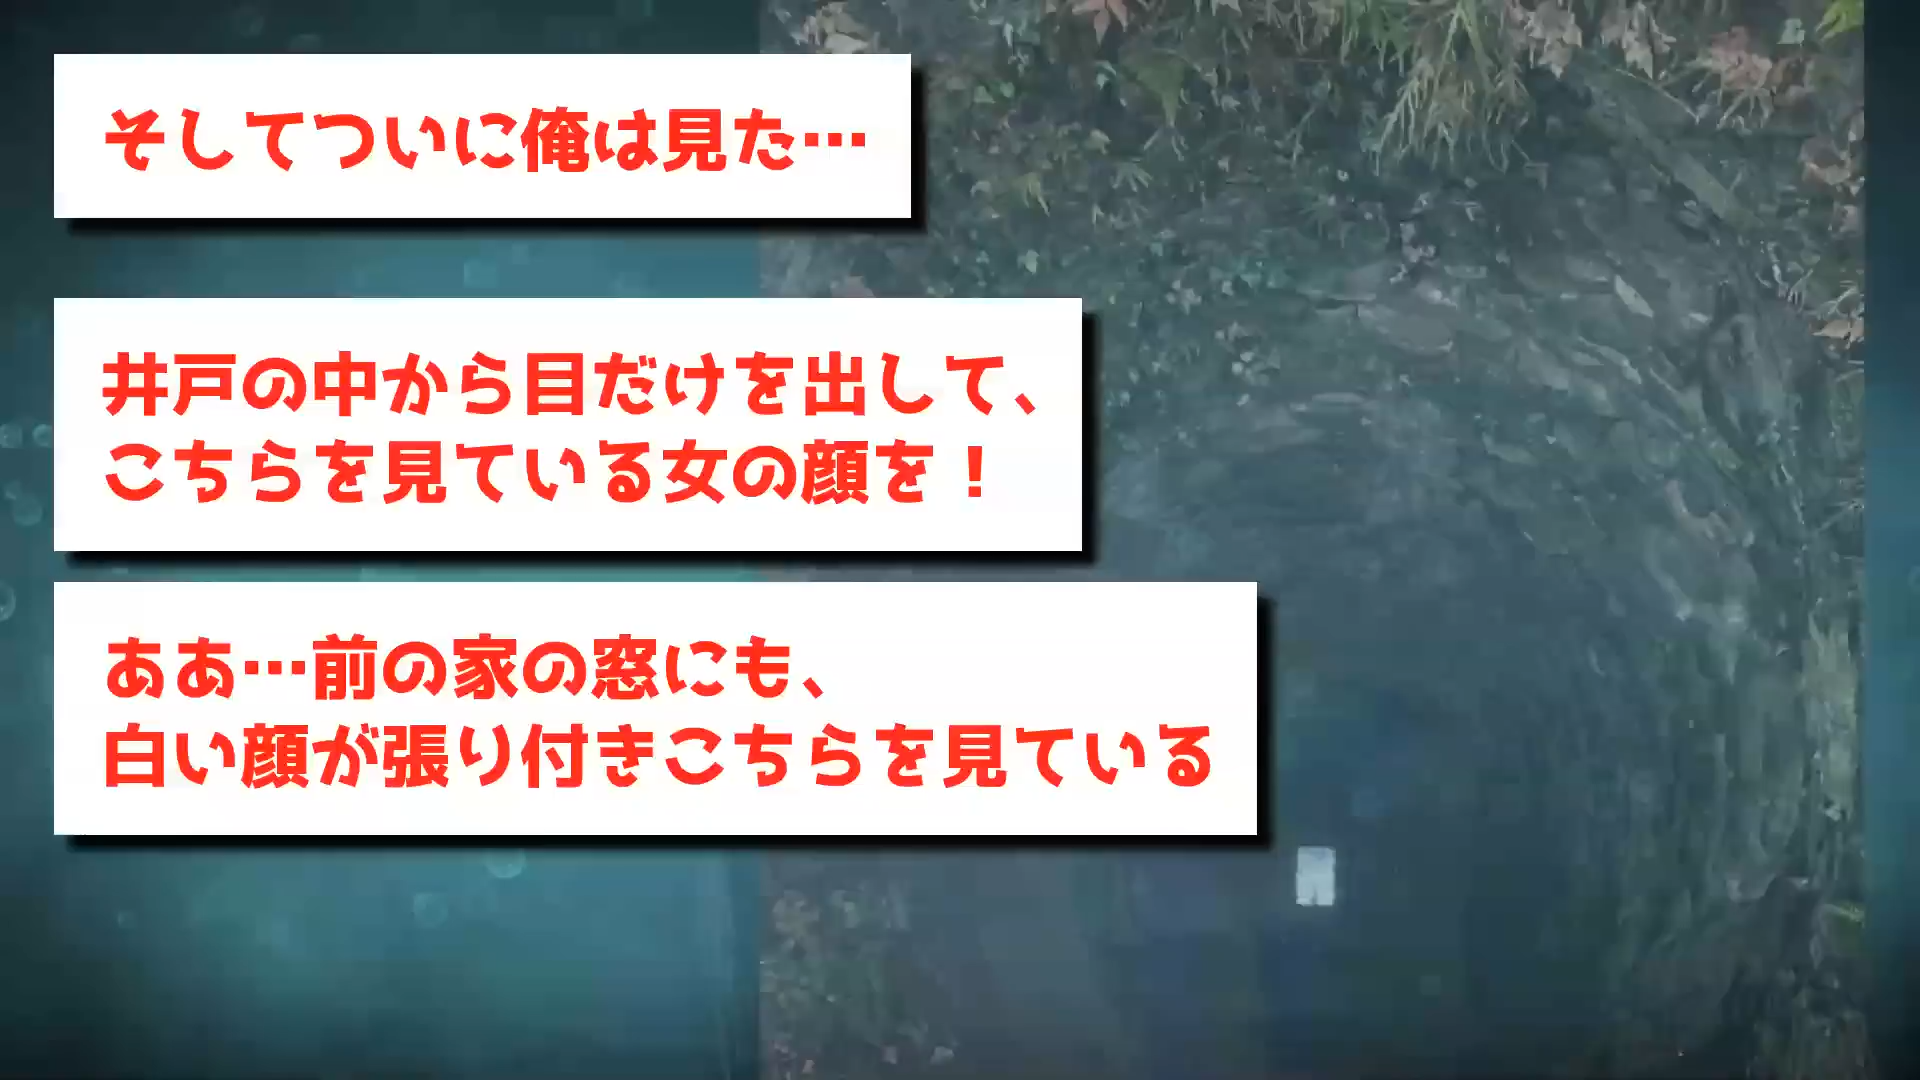 そしてついに俺は見た…
井戸の中から目だけを出して、
こちらを見ている女の顔を！
ああ…前の家の窓にも、
白い顔が張り付きこちらを見ている